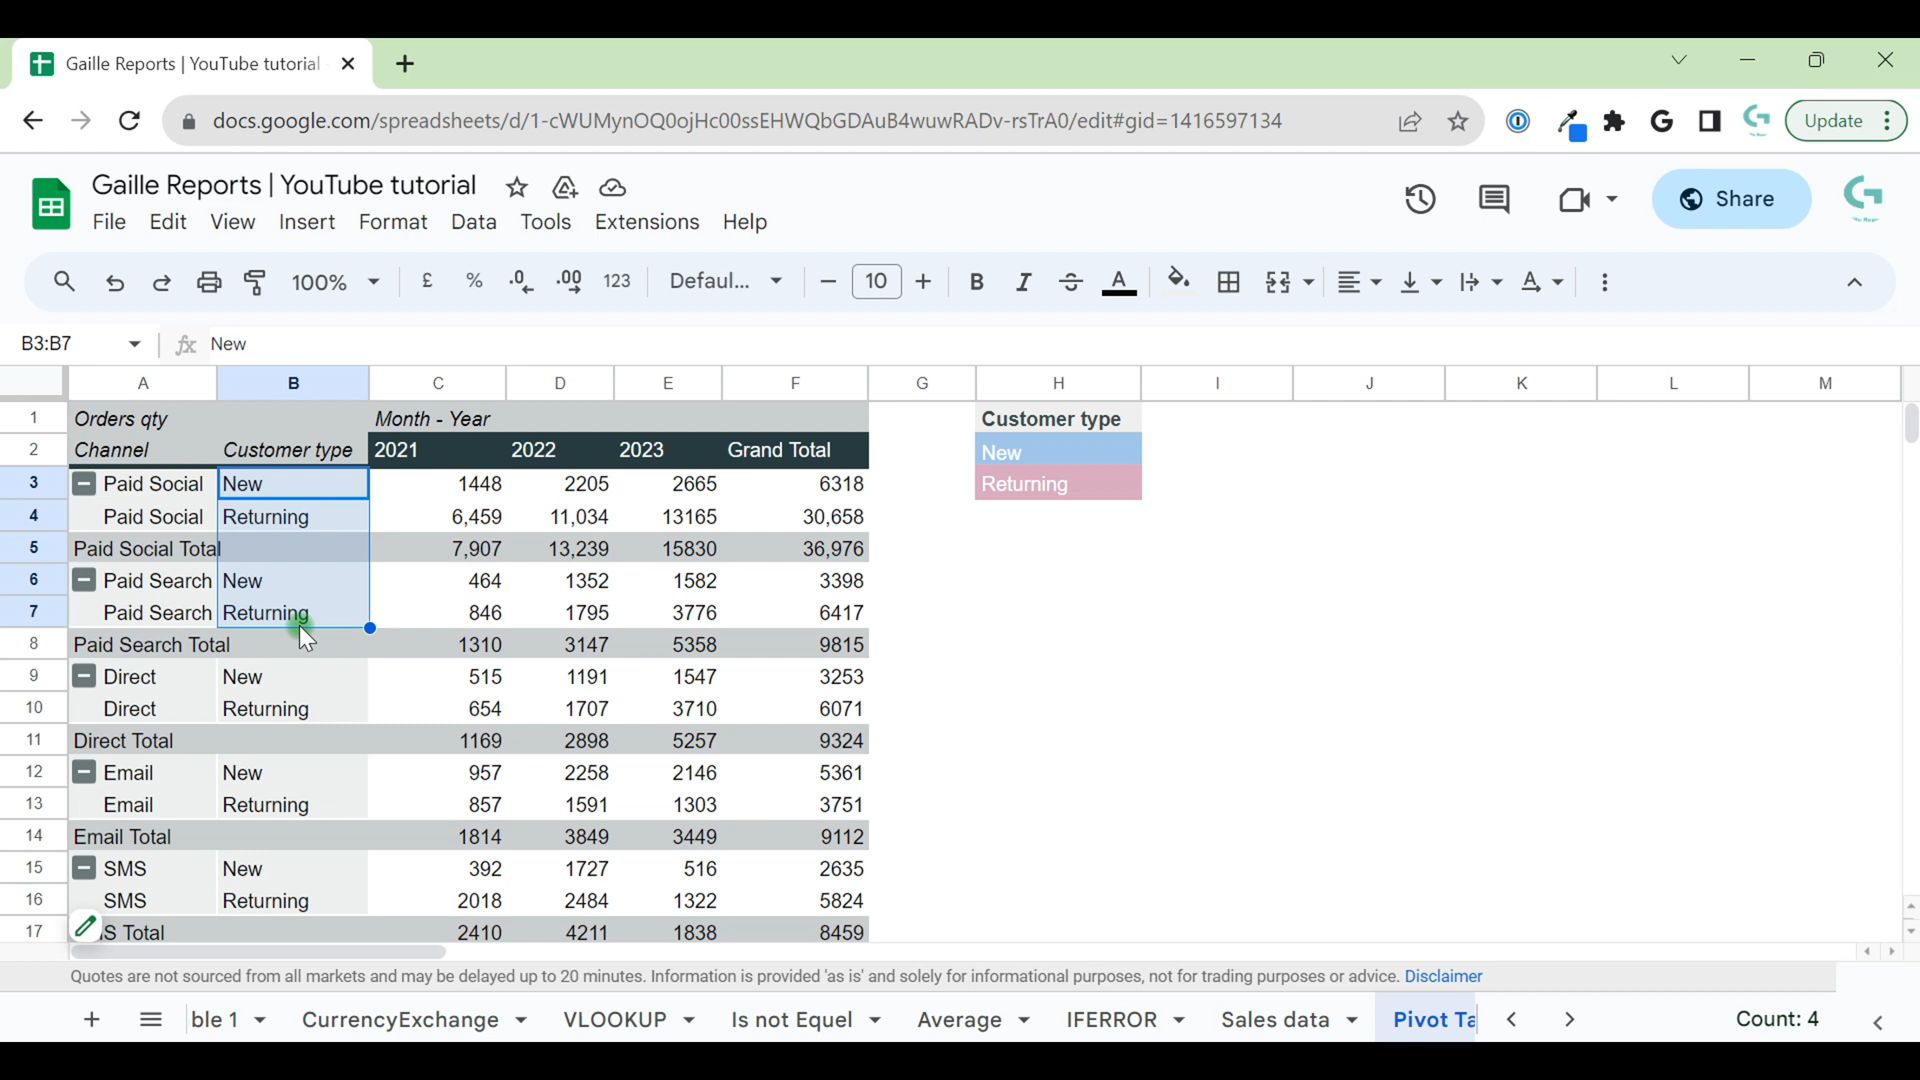 Gaille Reports | YouTube tutorial
docs.google.com/spreadsheets/d/1-cWUMynOQ0ojHc00ssEHWQbGDAuB4wuwRADv-rsTrA0/edit#gid=1416597134
Update
Gaille Reports | YouTube tutorial
Share
File Edit View Insert Format Data Tools Extensions Help
100% £ % .0 .00 123 Defaul... 10 B I A
B3:B7 fx New
A B C D E F G H I J K L M
1 Orders qty Month - Year Customer type
2 Channel Customer type 2021 2022 2023 Grand Total New
3 Paid Social New 1448 2205 2665 6318 Returning
4 Paid Social Returning 6,459 11,034 13165 30,658
5 Paid Social Total 7,907 13,239 15830 36,976
6 Paid Search New 464 1352 1582 3398
7 Paid Search Returning 846 1795 3776 6417
8 Paid Search Total 1310 3147 5358 9815
9 Direct New 515 1191 1547 3253
10 Direct Returning 654 1707 3710 6071
11 Direct Total 1169 2898 5257 9324
12 Email New 957 2258 2146 5361
13 Email Returning 857 1591 1303 3751
14 Email Total 1814 3849 3449 9112
15 SMS New 392 1727 516 2635
16 SMS Returning 2018 2484 1322 5824
17 S Total 2410 4211 1838 8459
Quotes are not sourced from all markets and may be delayed up to 20 minutes. Information is provided 'as is' and solely for informational purposes, not for trading purposes or advice. Disclaimer
ble 1 CurrencyExchange VLOOKUP Is not Equel Average IFERROR Sales data Pivot Ta Count: 4